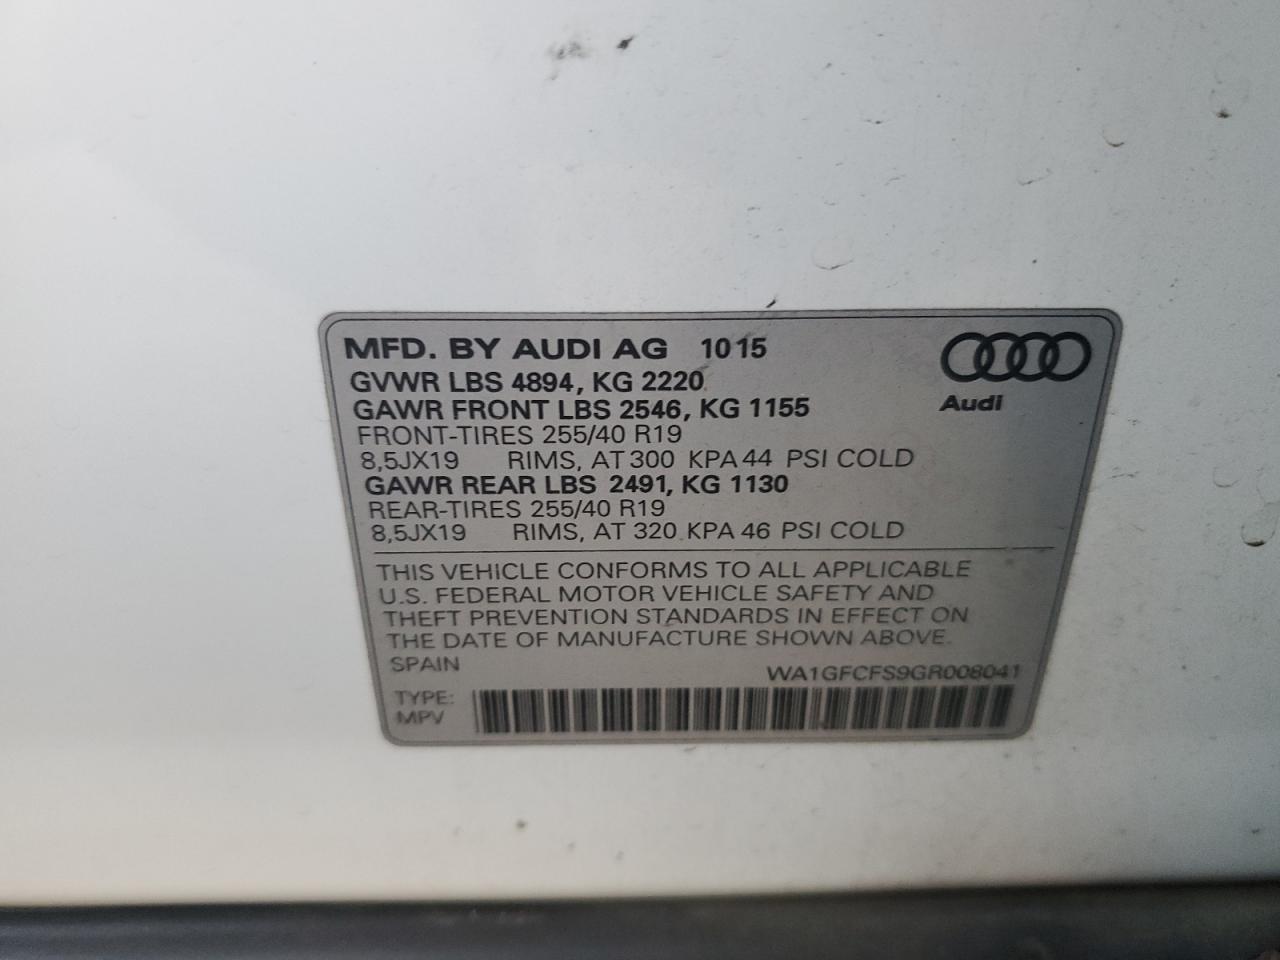 MFD. BY AUDI AG 10 15
GVWR LBS 4894, KG 2220
GAWR FRONT LBS 2546, KG 1155
FRONT-TIRES 255/40 R19
8,5JX19 RIMS, AT 300 KPA 44 PSI COLD
GAWR REAR LBS 2491, KG 1130
REAR-TIRES 255/40 R19
8,5JX19 RIMS, AT 320 KPA 46 PSI COLD
Audi
THIS VEHICLE CONFORMS TO ALL APPLICABLE
U.S. FEDERAL MOTOR VEHICLE SAFETY AND
THEFT PREVENTION STANDARDS IN EFFECT ON
THE DATE OF MANUFACTURE SHOWN ABOVE.
SPAIN
WA1GFCFS9GR008041
TYPE:
MPV